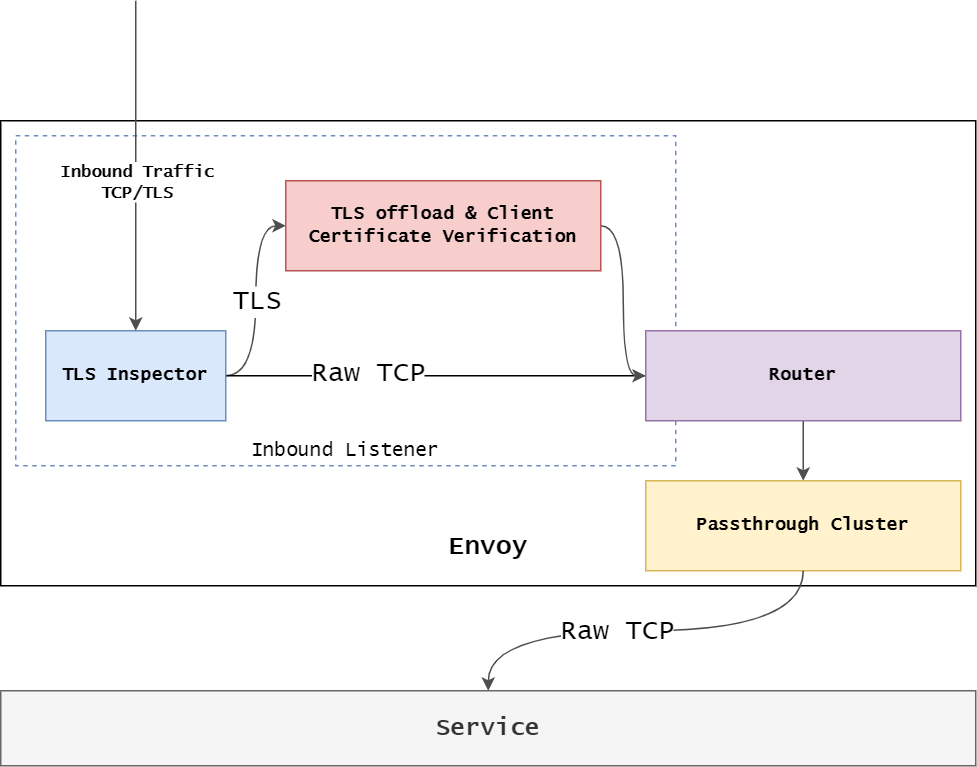 Inbound Traffic
TCP/TLS
TLS offload & Client
Certificate Verification
TLS
TLS Inspector
Raw TCP
Router
Inbound Listener
Passthrough Cluster
Envoy
Raw TCP
Service